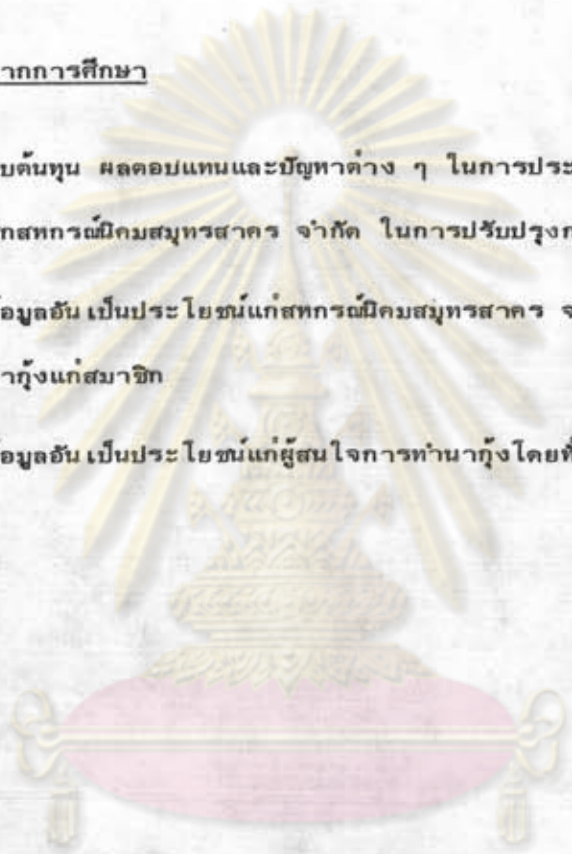 ากการศึกษา
บต้นทุน ผลตอบแทนและปัญหาต่าง ๆ ในการประ
กสหกรณ์นิคมสมุทรสาคร จำกัด ในการปรับปรุงก
อมูลอันเป็นประโยชน์แก่สหกรณ์นิคมสมุทรสาคร จ
ากุ้งแก่สมาชิก
้อมูลอันเป็นประโยชน์แก่ผู้สนใจการทำนากุ้งโดยทั